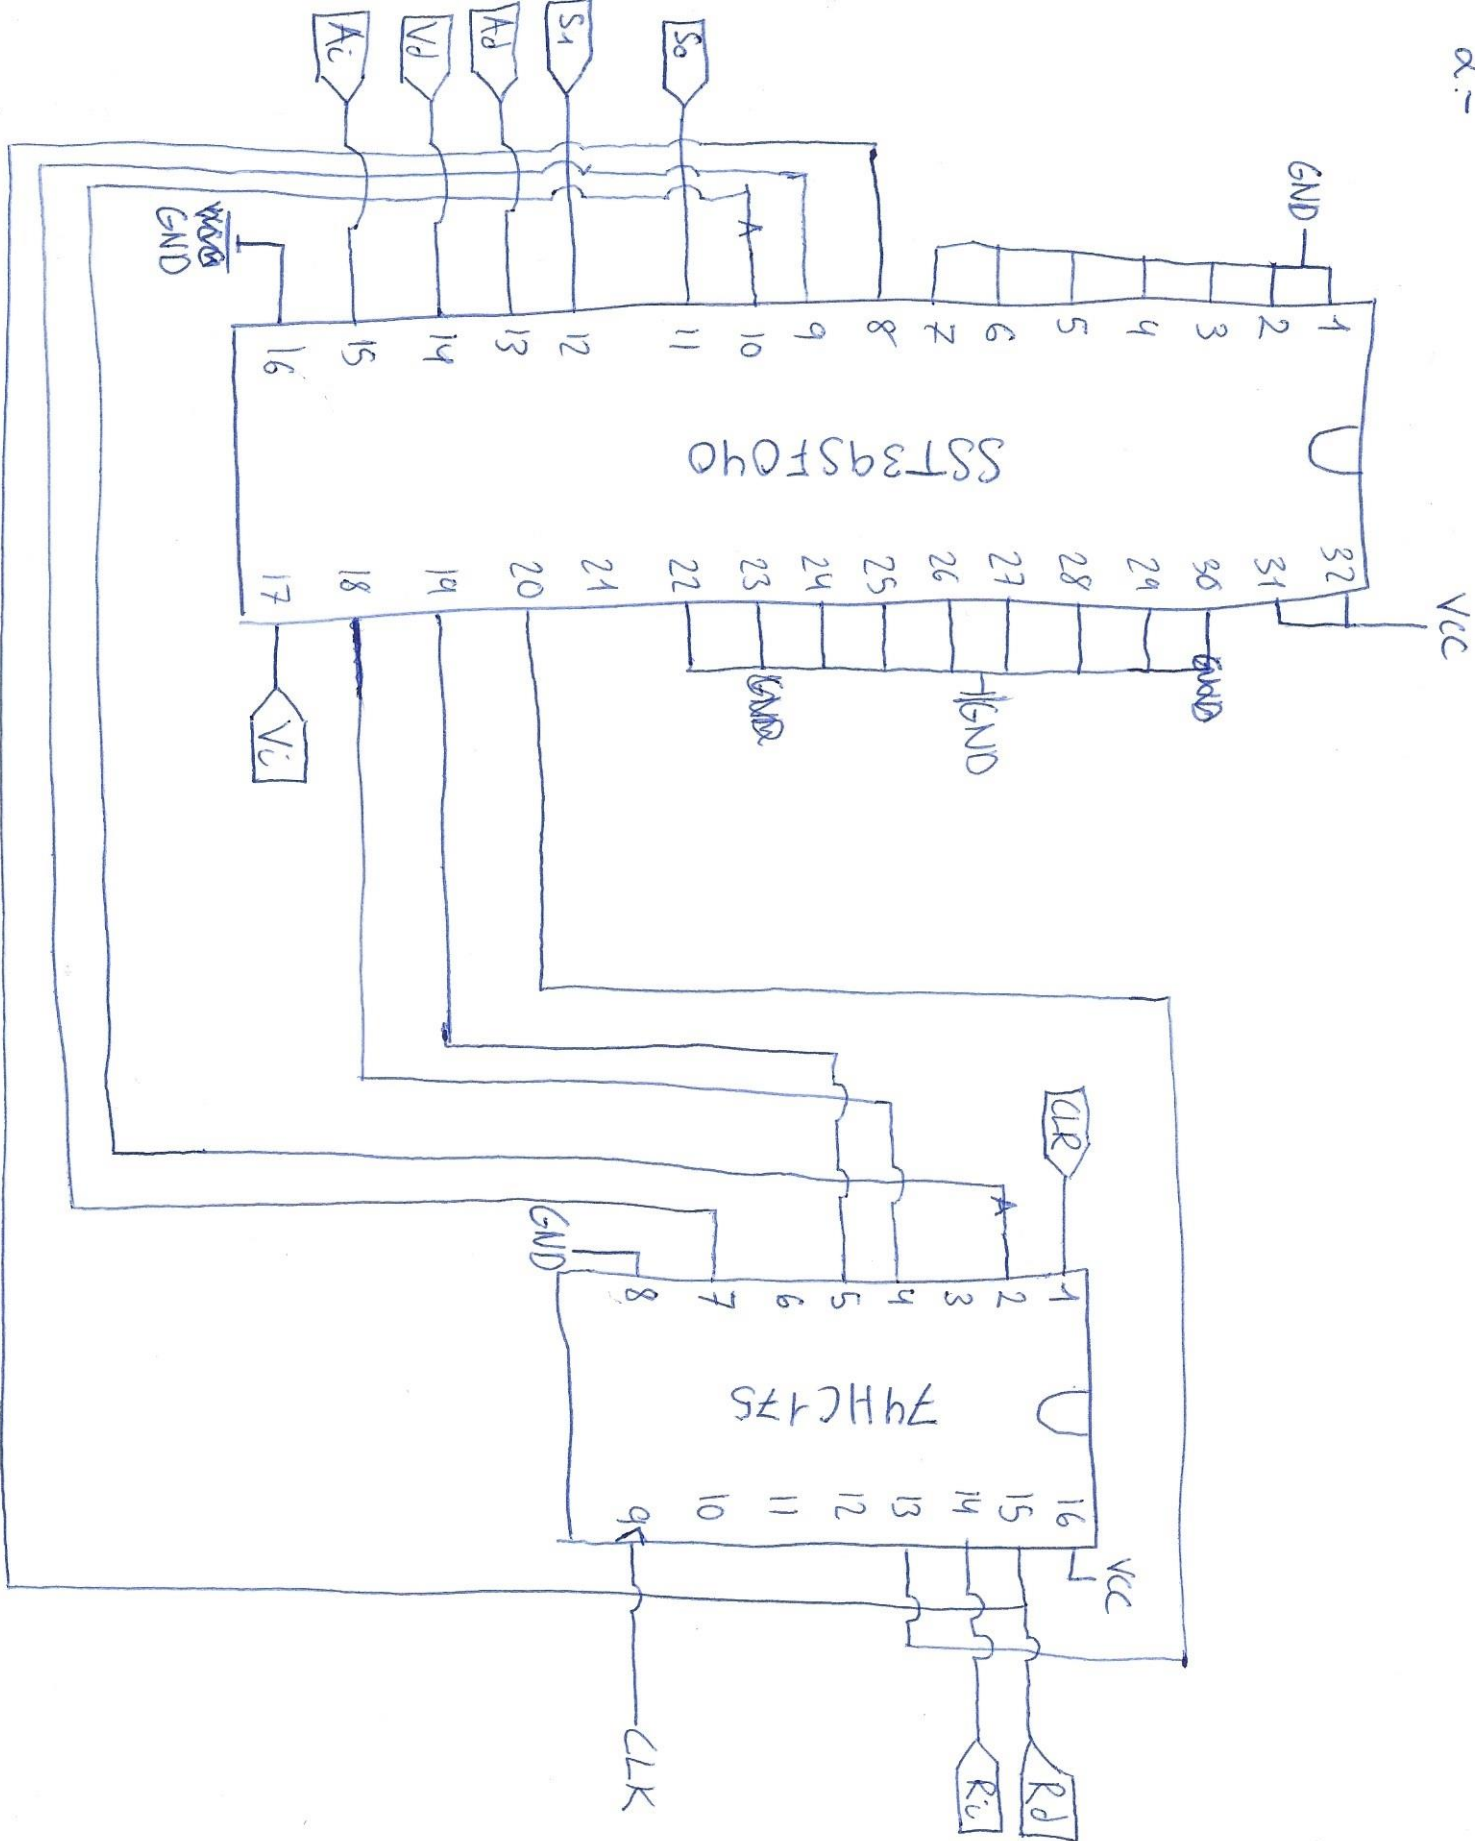 α.-
GND
S0
S1
Ad
Vd
Ai
GND
1 2 3 4 5 6 7 8 9 10 11 12 13 14 15 16
SST39SF040
32 31 30 29 28 27 26 25 24 23 22 21 20 19 18 17
VCC
GND
Vi
CLR
A
A
GND
1 2 3 4 5 6 7 8
74HC175
16 15 14 13 12 11 10 9
VCC
CLK
Ri
Rd